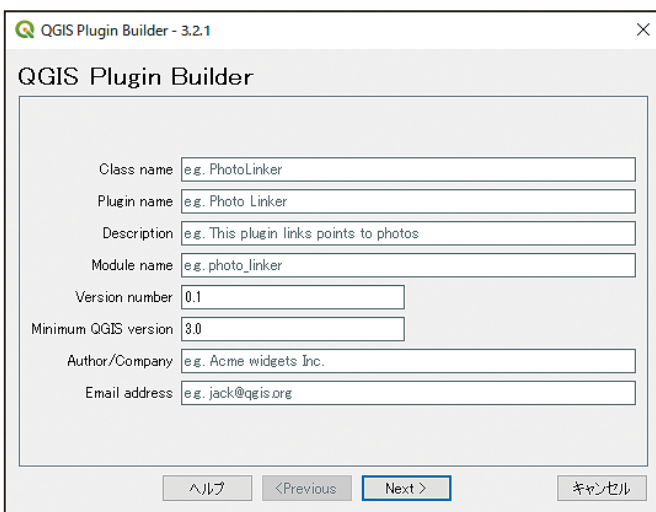 QGIS Plugin Builder - 3.2.1
QGIS Plugin Builder
Class name e.g. PhotoLinker
Plugin name e.g. Photo Linker
Description e.g. This plugin links points to photos
Module name e.g. photo_linker
Version number 0.1
Minimum QGIS version 3.0
Author/Company e.g. Acme widgets Inc.
Email address e.g. jack@qgis.org
ヘルプ <Previous Next > キャンセル